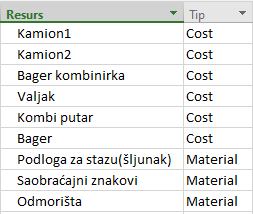 Resurs Tip
Kamion1 Cost
Kamion2 Cost
Bager kombinirka Cost
Valjak Cost
Kombi putar Cost
Bager Cost
Podloga za stazu(šljunak) Material
Saobraćajni znakovi Material
Odmorišta Material